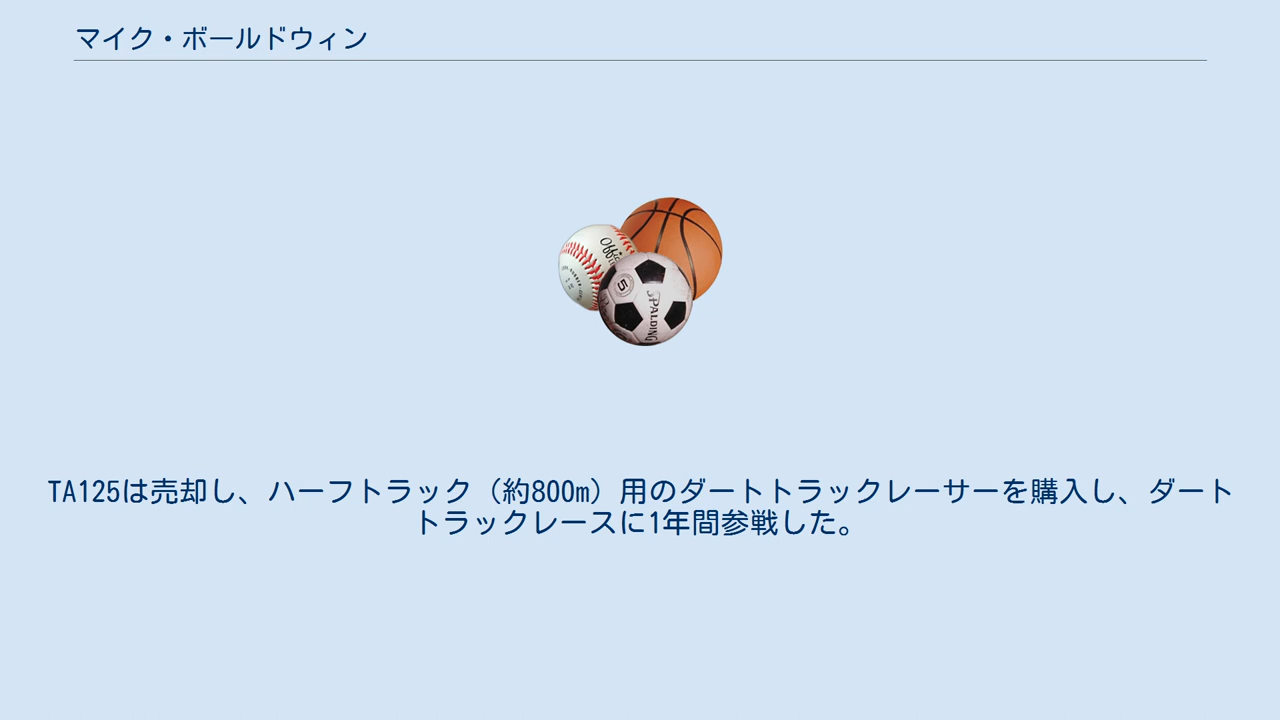 マイク・ボールドウィン
Offic
5
SPALDING
TA125は売却し、ハーフトラック（約800m）用のダートトラックレーサーを購入し、ダート
トラックレースに1年間参戦した。